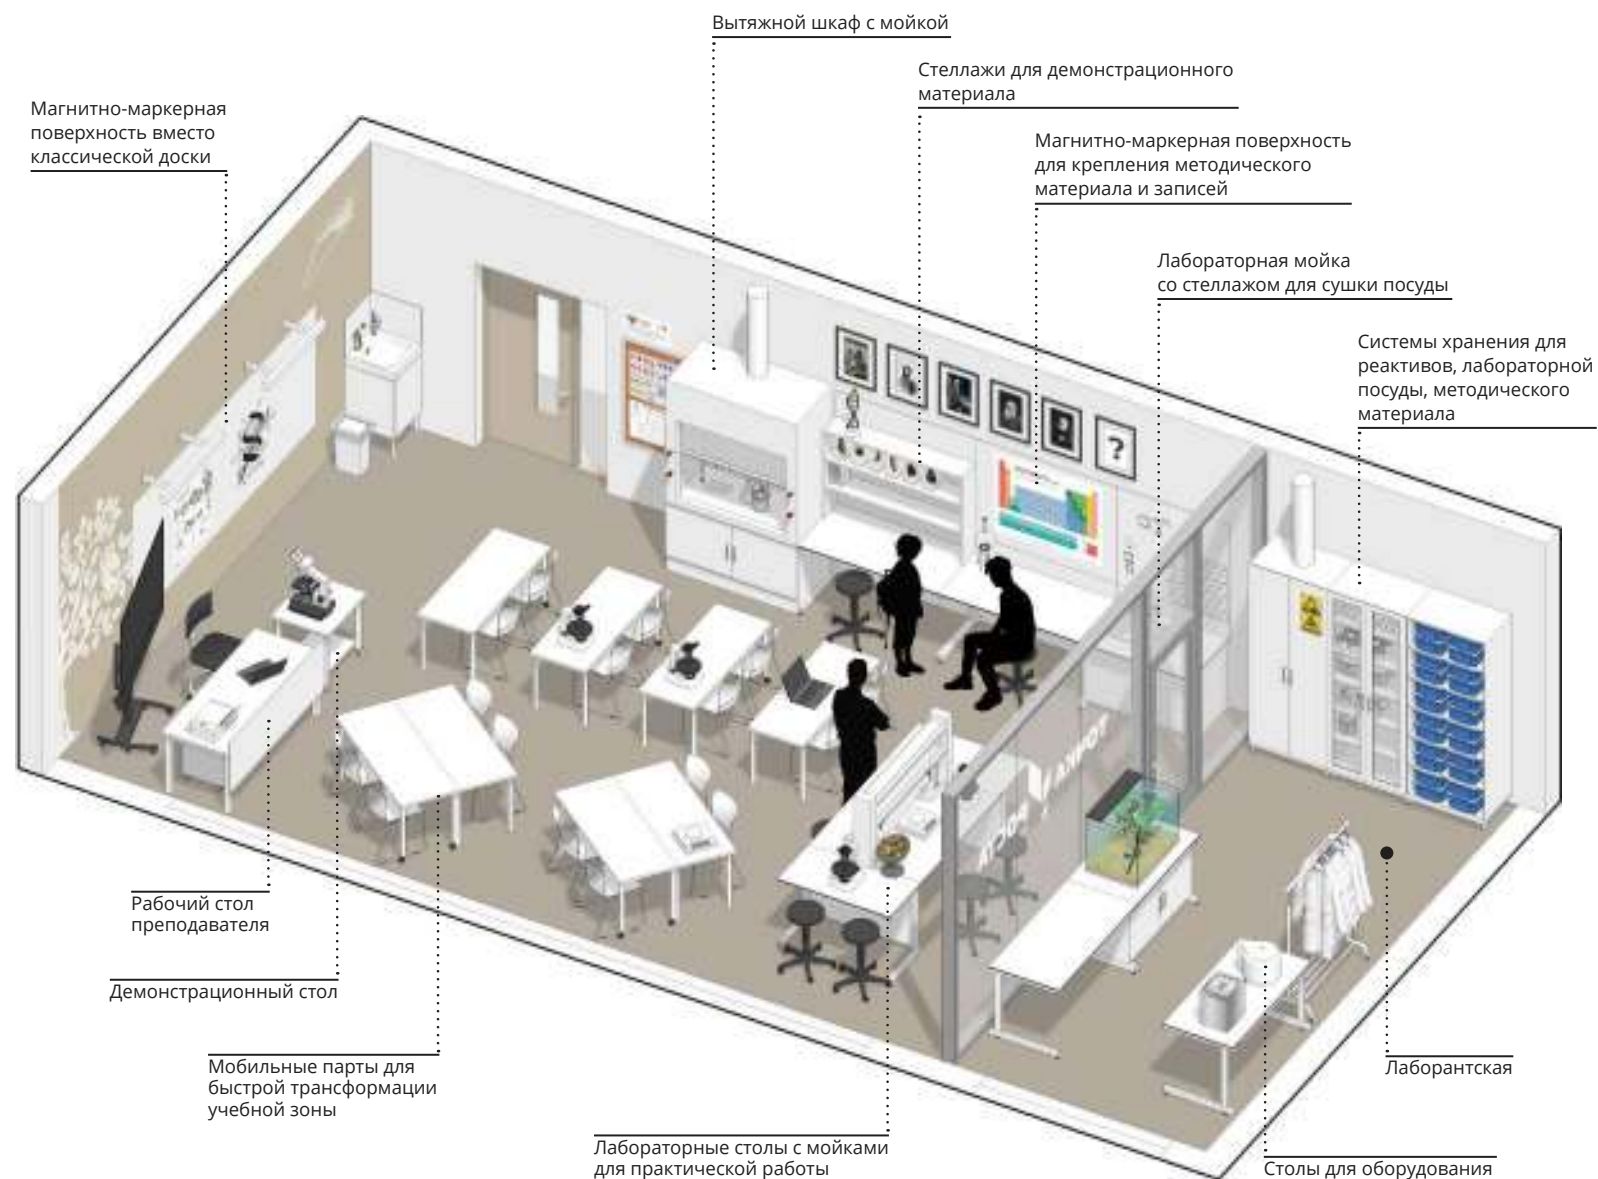 Вытяжной шкаф с мойкой
Стеллажи для демонстрационного
материала
Магнитно-маркерная
поверхность вместо
классической доски
Магнитно-маркерная поверхность
для крепления методического
материала и записей
Лабораторная мойка
со стеллажом для сушки посуды
Системы хранения для
реактивов, лабораторной
посуды, методического
материала
?
Рабочий стол
преподавателя
Демонстрационный стол
Мобильные парты для
быстрой трансформации
учебной зоны
Лабораторные столы с мойками
для практической работы
Лаборантская
Столы для оборудования